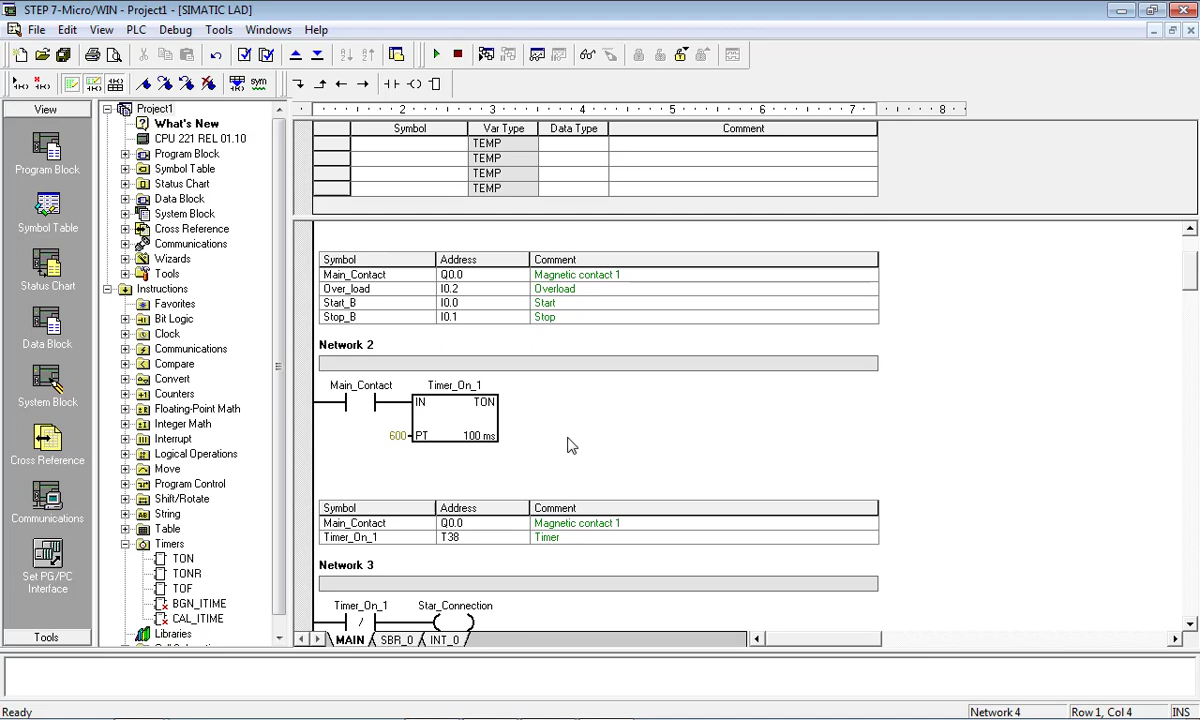 STEP 7-Micro/WIN - Project1 - [SIMATIC LAD]
File Edit View PLC Debug Tools Windows Help
sym
View
Program Block
Symbol Table
Status Chart
Data Block
System Block
Cross Reference
Communications
Set PG/PC
Interface
Tools
Project1
What's New
CPU 221 REL 01.10
Program Block
Symbol Table
Status Chart
Data Block
System Block
Cross Reference
Communications
Wizards
Tools
Instructions
Favorites
Bit Logic
Clock
Communications
Compare
Convert
Counters
Floating-Point Math
Integer Math
Interrupt
Logical Operations
Move
Program Control
Shift/Rotate
String
Table
Timers
TON
TONR
TOF
BGN_ITIME
CAL_ITIME
Libraries
2 3 4 5 6 7 8
Symbol Var Type Data Type Comment
TEMP
TEMP
TEMP
TEMP
Symbol Address Comment
Main_Contact Q0.0 Magnetic contact 1
Over_load I0.2 Overload
Start_B I0.0 Start
Stop_B I0.1 Stop
Network 2
Main_Contact Timer_On_1
IN TON
600 PT 100 ms
Symbol Address Comment
Main_Contact Q0.0 Magnetic contact 1
Timer_On_1 T38 Timer
Network 3
Timer_On_1 Star_Connection
/
MAIN SBR_0 INT_0
Ready Network 4 Row 1, Col 4 INS